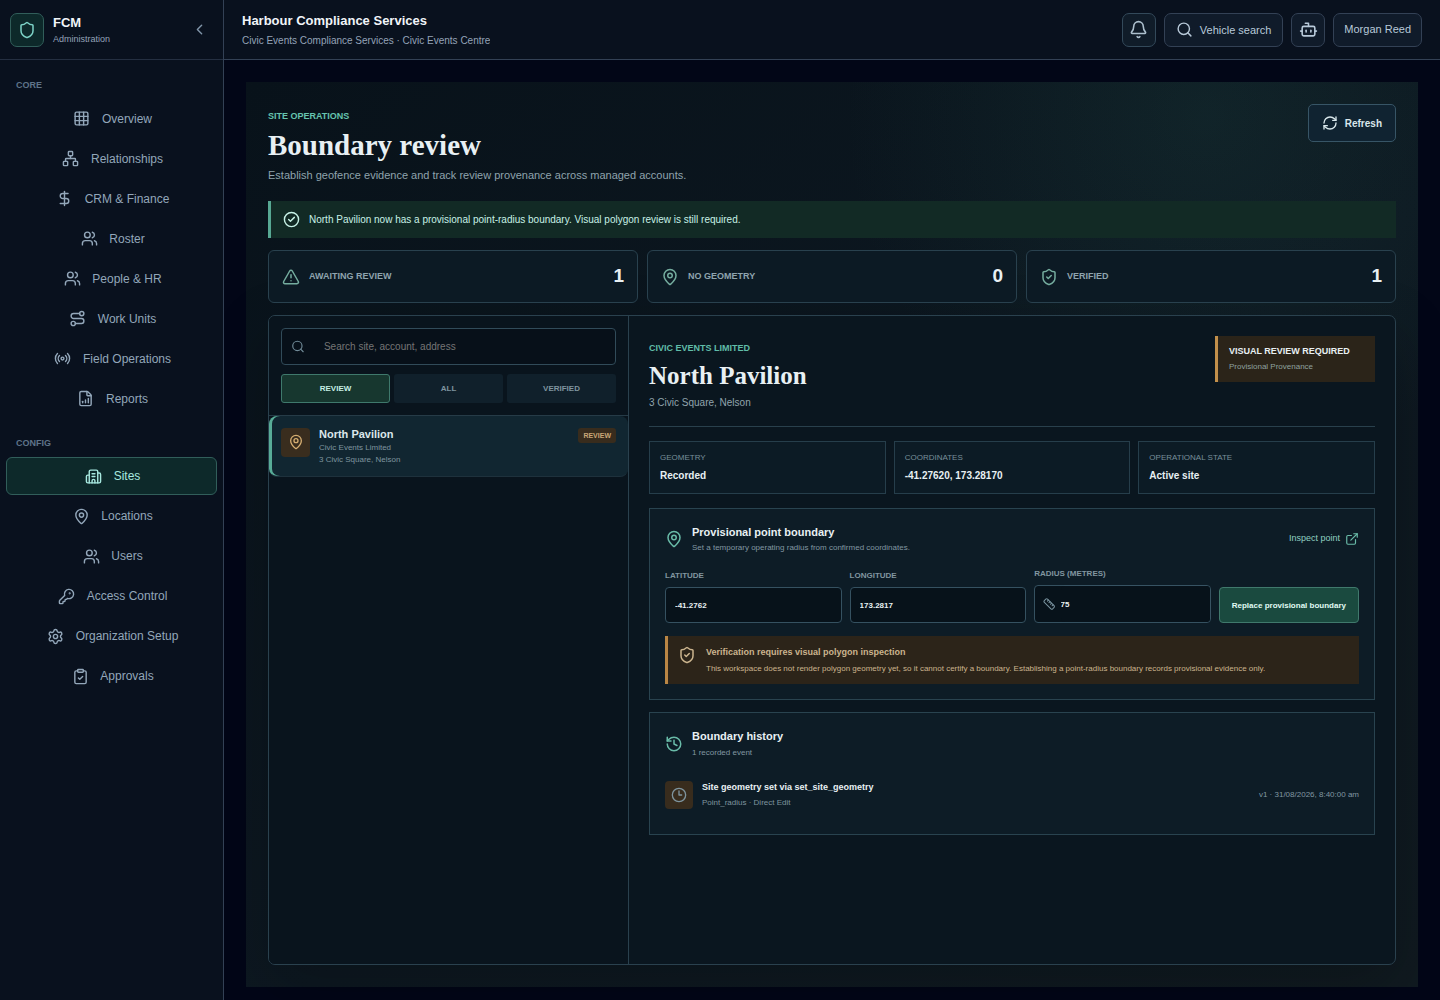 FCM
Administration
CORE
Overview
Relationships
CRM & Finance
Roster
People & HR
Work Units
Field Operations
Reports
CONFIG
Sites
Locations
Users
Access Control
Organization Setup
Approvals
Harbour Compliance Services
Civic Events Compliance Services · Civic Events Centre
Vehicle search
Morgan Reed
SITE OPERATIONS
Boundary review
Establish geofence evidence and track review provenance across managed accounts.
Refresh
North Pavilion now has a provisional point-radius boundary. Visual polygon review is still required.
AWAITING REVIEW 1
NO GEOMETRY 0
VERIFIED 1
Search site, account, address
REVIEW ALL VERIFIED
North Pavilion REVIEW
Civic Events Limited
3 Civic Square, Nelson
CIVIC EVENTS LIMITED
North Pavilion
3 Civic Square, Nelson
VISUAL REVIEW REQUIRED
Provisional Provenance
GEOMETRY
Recorded
COORDINATES
-41.27620, 173.28170
OPERATIONAL STATE
Active site
Provisional point boundary
Set a temporary operating radius from confirmed coordinates.
Inspect point
LATITUDE
-41.2762
LONGITUDE
173.2817
RADIUS (METRES)
75
Replace provisional boundary
Verification requires visual polygon inspection
This workspace does not render polygon geometry yet, so it cannot certify a boundary. Establishing a point-radius boundary records provisional evidence only.
Boundary history
1 recorded event
Site geometry set via set_site_geometry
Point_radius · Direct Edit
v1 · 31/08/2026, 8:40:00 am